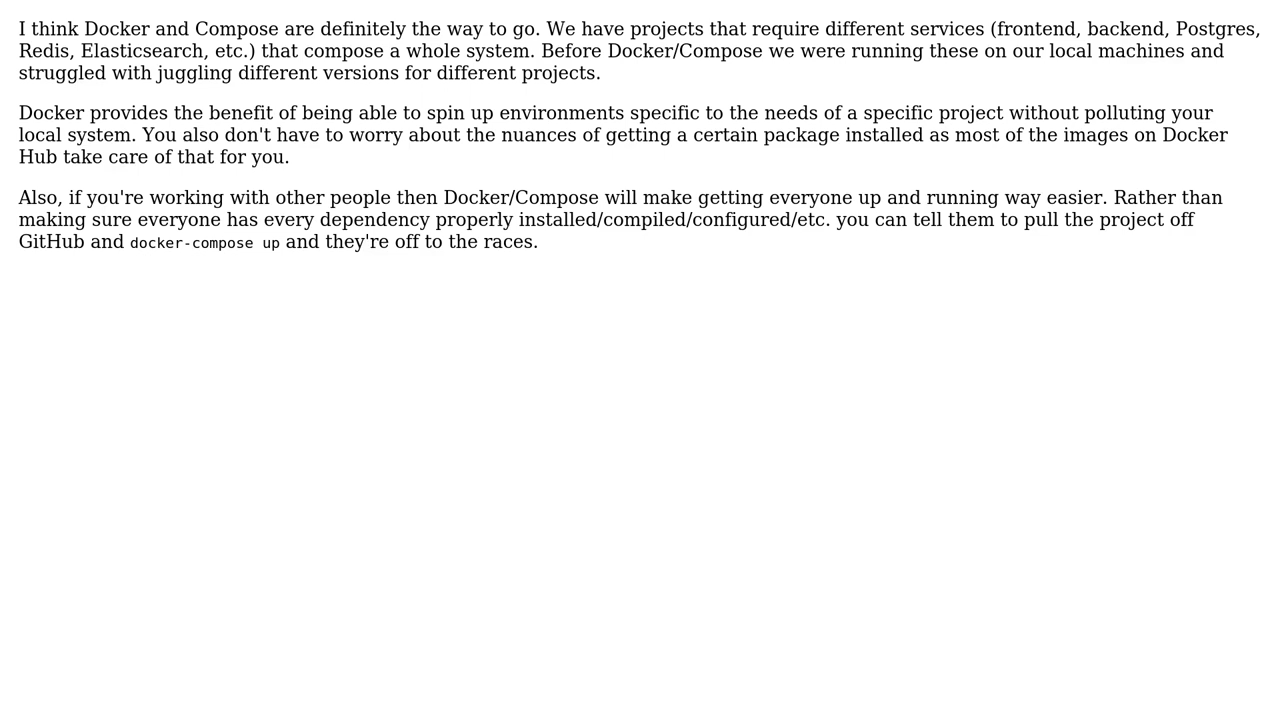 I think Docker and Compose are definitely the way to go. We have projects that require different services (frontend, backend, Postgres,
Redis, Elasticsearch, etc.) that compose a whole system. Before Docker/Compose we were running these on our local machines and
struggled with juggling different versions for different projects.
Docker provides the benefit of being able to spin up environments specific to the needs of a specific project without polluting your
local system. You also don't have to worry about the nuances of getting a certain package installed as most of the images on Docker
Hub take care of that for you.
Also, if you're working with other people then Docker/Compose will make getting everyone up and running way easier. Rather than
making sure everyone has every dependency properly installed/compiled/configured/etc. you can tell them to pull the project off
GitHub and docker-compose up and they're off to the races.